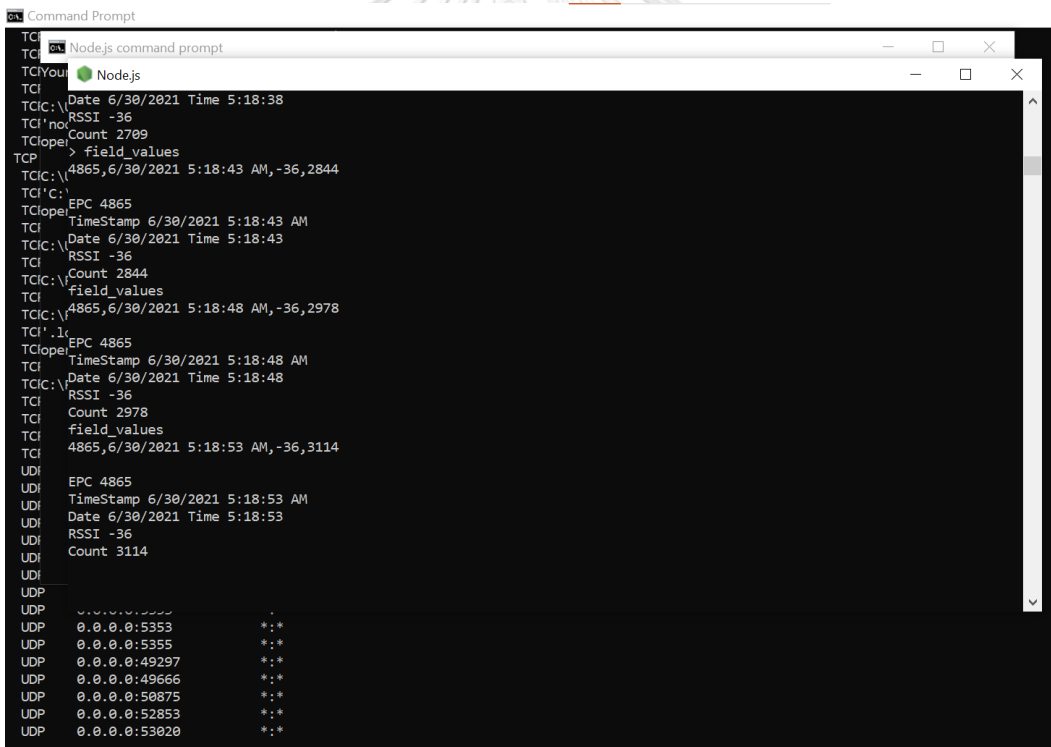 Command Prompt
Node.js command prompt
Node.js
Date 6/30/2021 Time 5:18:38
RSSI -36
Count 2709
> field_values
4865,6/30/2021 5:18:43 AM,-36,2844
EPC 4865
TimeStamp 6/30/2021 5:18:43 AM
Date 6/30/2021 Time 5:18:43
RSSI -36
Count 2844
field_values
4865,6/30/2021 5:18:48 AM,-36,2978
EPC 4865
TimeStamp 6/30/2021 5:18:48 AM
Date 6/30/2021 Time 5:18:48
RSSI -36
Count 2978
field_values
4865,6/30/2021 5:18:53 AM,-36,3114
EPC 4865
TimeStamp 6/30/2021 5:18:53 AM
Date 6/30/2021 Time 5:18:53
RSSI -36
Count 3114
TCP
UDP
UDP
UDP 0.0.0.0:5353 *:*
UDP 0.0.0.0:5355 *:*
UDP 0.0.0.0:49297 *:*
UDP 0.0.0.0:49666 *:*
UDP 0.0.0.0:50875 *:*
UDP 0.0.0.0:52853 *:*
UDP 0.0.0.0:53020 *:*